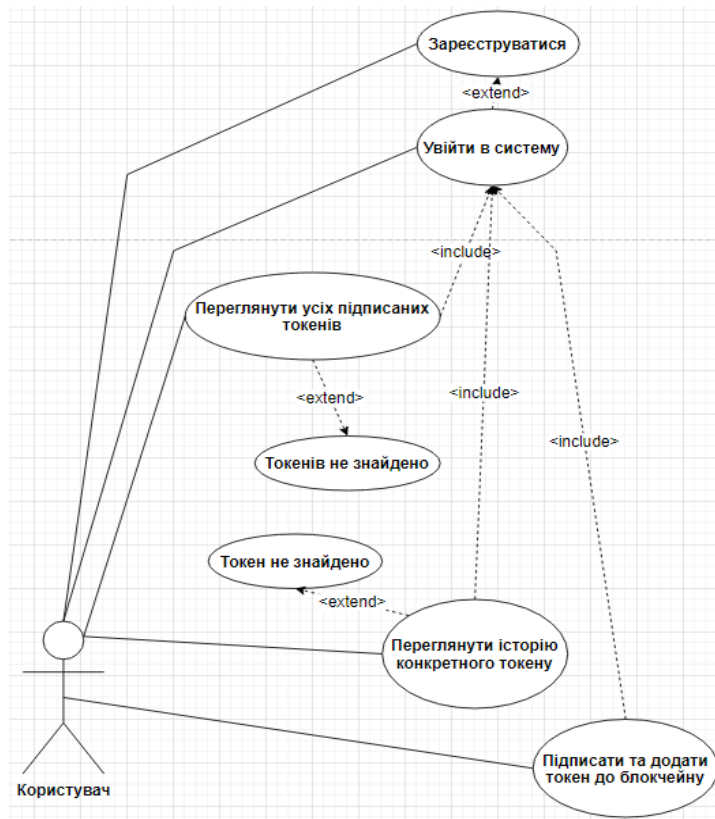 Зареєструватися
<extend>
Увійти в систему
<include>
Переглянути усіх підписаних
токенів
<extend>
<include>
<include>
Токенів не знайдено
Токен не знайдено
<extend>
Переглянути історію
конкретного токену
Підписати та додати
токен до блокчейну
Користувач